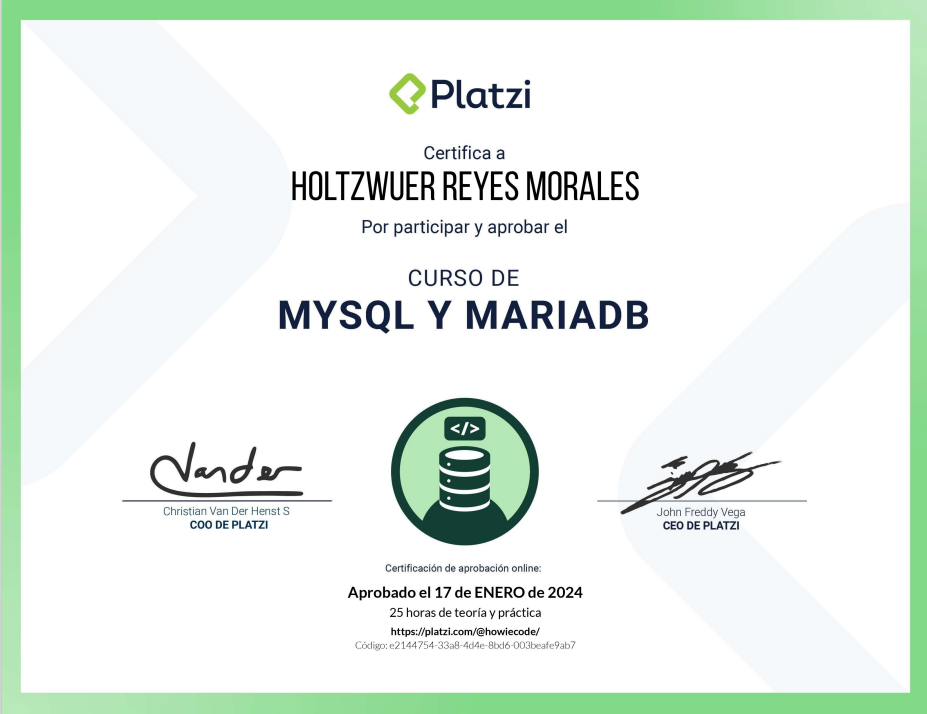 Platzi
Certifica a
HOLTZWUER REYES MORALES
Por participar y aprobar el
CURSO DE
MYSQL Y MARIADB
</>
Vander
Christian Van Der Henst S
COO DE PLATZI
John Freddy Vega
CEO DE PLATZI
Certificación de aprobación online:
Aprobado el 17 de ENERO de 2024
25 horas de teoría y práctica
https://platzi.com/@howiecode/
Código: e2144754-33a8-4d4e-8bd6-003beafe9ab7